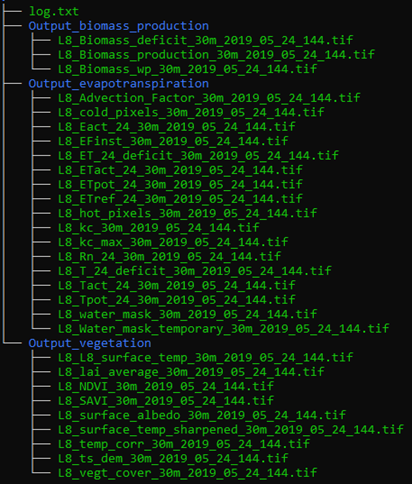 log.txt
Output_biomass_production
L8_Biomass_deficit_30m_2019_05_24_144.tif
L8_Biomass_production_30m_2019_05_24_144.tif
L8_Biomass_wp_30m_2019_05_24_144.tif
Output_evapotranspiration
L8_Advection_Factor_30m_2019_05_24_144.tif
L8_cold_pixels_30m_2019_05_24_144.tif
L8_Eact_24_30m_2019_05_24_144.tif
L8_EFinst_30m_2019_05_24_144.tif
L8_ET_24_deficit_30m_2019_05_24_144.tif
L8_ETact_24_30m_2019_05_24_144.tif
L8_ETpot_24_30m_2019_05_24_144.tif
L8_ETref_24_30m_2019_05_24_144.tif
L8_hot_pixels_30m_2019_05_24_144.tif
L8_kc_30m_2019_05_24_144.tif
L8_kc_max_30m_2019_05_24_144.tif
L8_Rn_24_30m_2019_05_24_144.tif
L8_T_24_deficit_30m_2019_05_24_144.tif
L8_Tact_24_30m_2019_05_24_144.tif
L8_Tpot_24_30m_2019_05_24_144.tif
L8_water_mask_30m_2019_05_24_144.tif
L8_Water_mask_temporary_30m_2019_05_24_144.tif
Output_vegetation
L8_L8_surface_temp_30m_2019_05_24_144.tif
L8_lai_average_30m_2019_05_24_144.tif
L8_NDVI_30m_2019_05_24_144.tif
L8_SAVI_30m_2019_05_24_144.tif
L8_surface_albedo_30m_2019_05_24_144.tif
L8_surface_temp_sharpened_30m_2019_05_24_144.tif
L8_temp_corr_30m_2019_05_24_144.tif
L8_ts_dem_30m_2019_05_24_144.tif
L8_vegt_cover_30m_2019_05_24_144.tif